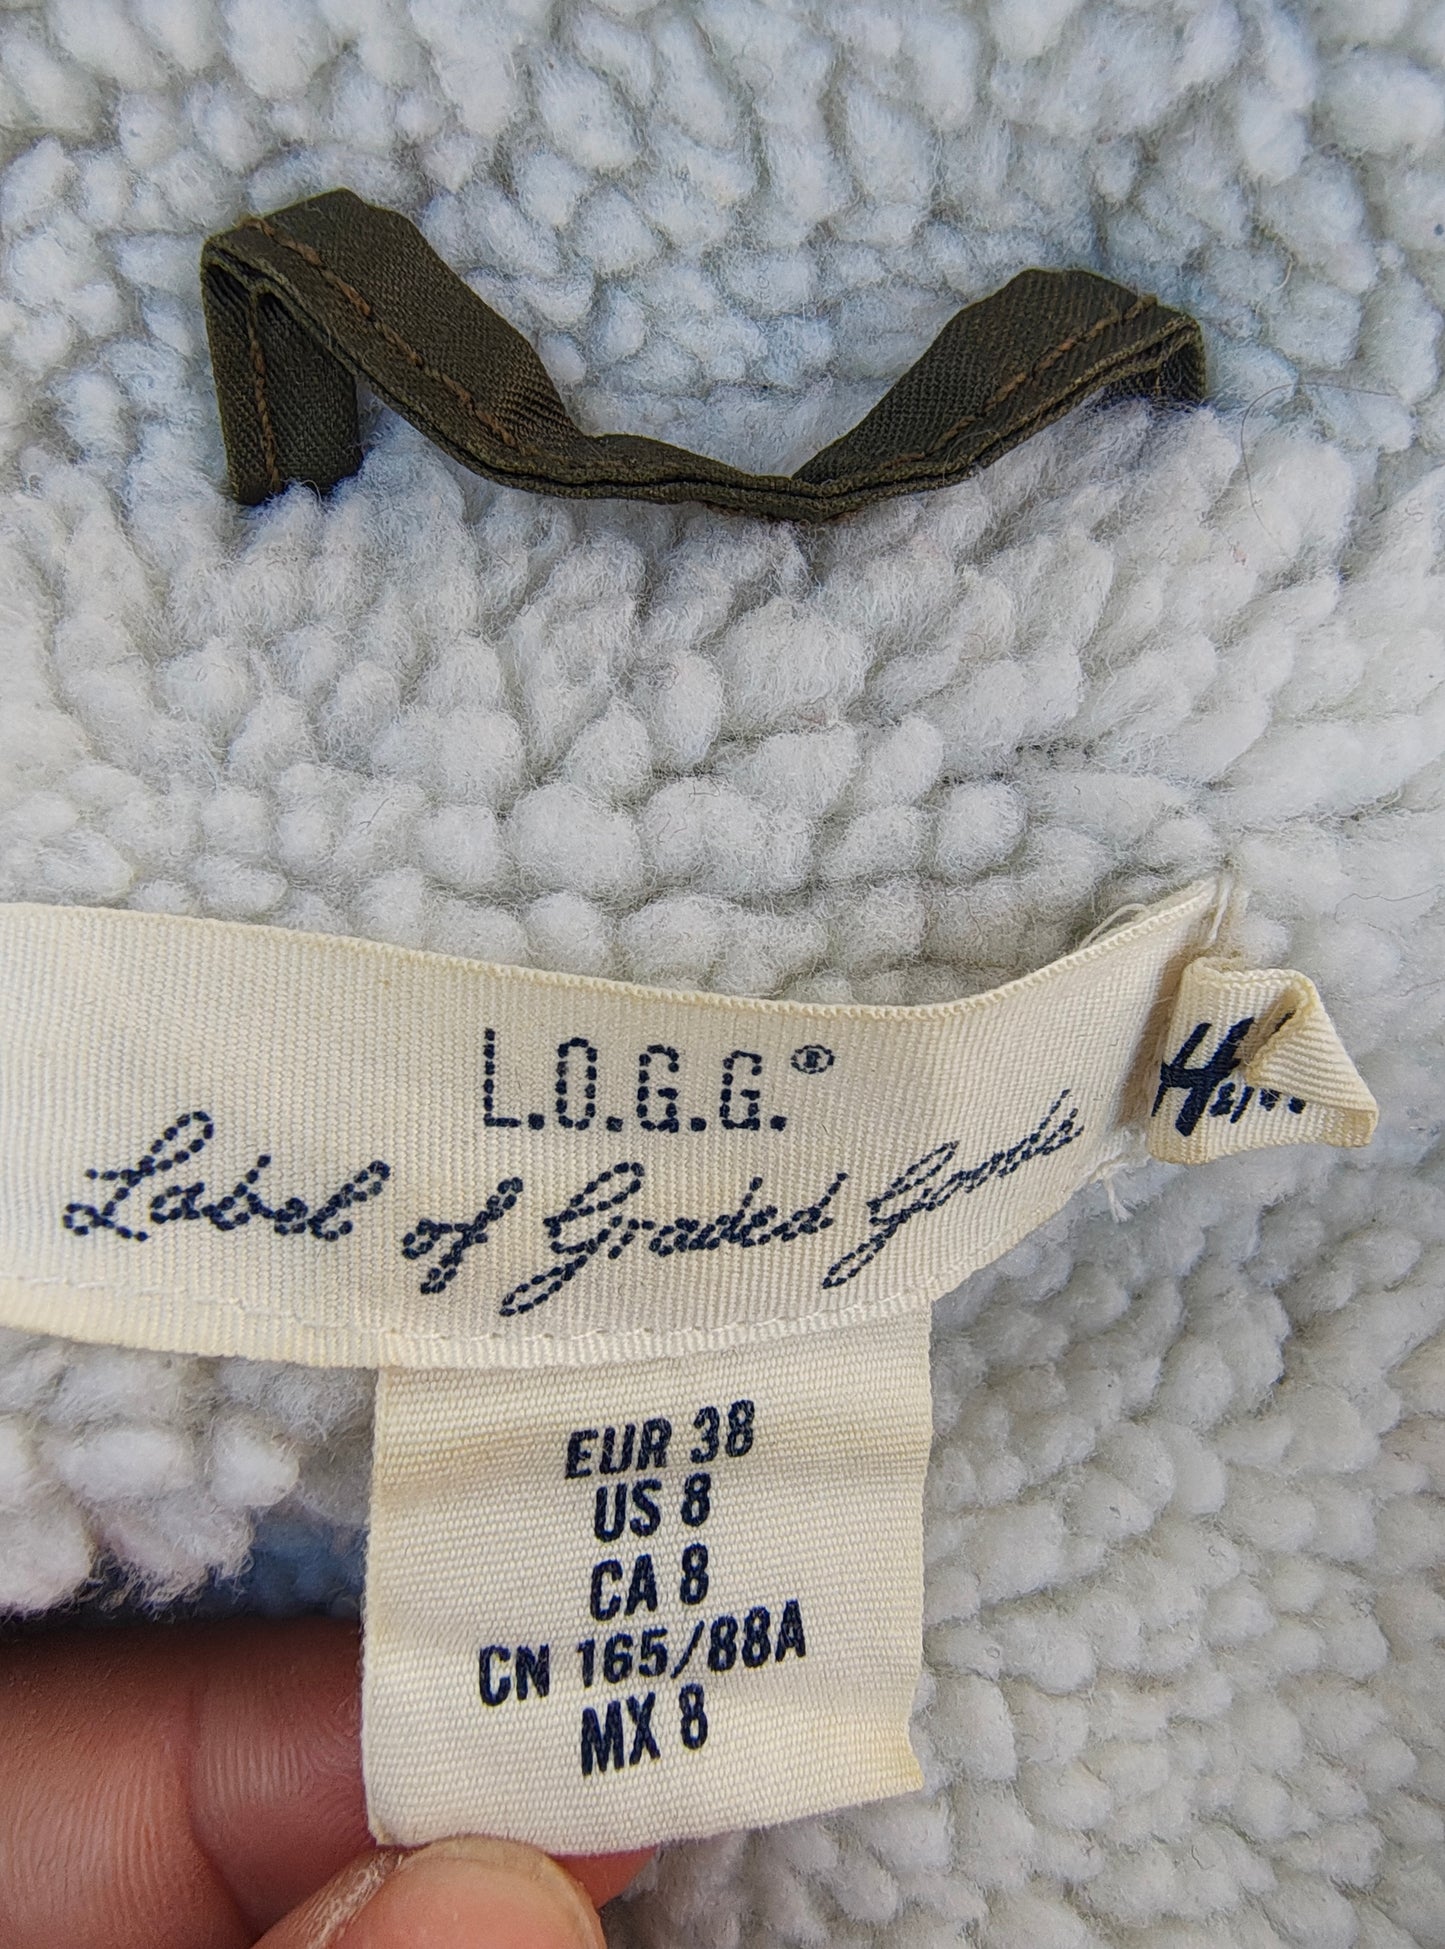 L.O.G.G.®
Label of Graded Goods
EUR 38
US 8
CA 8
CN 165/88A
MX 8